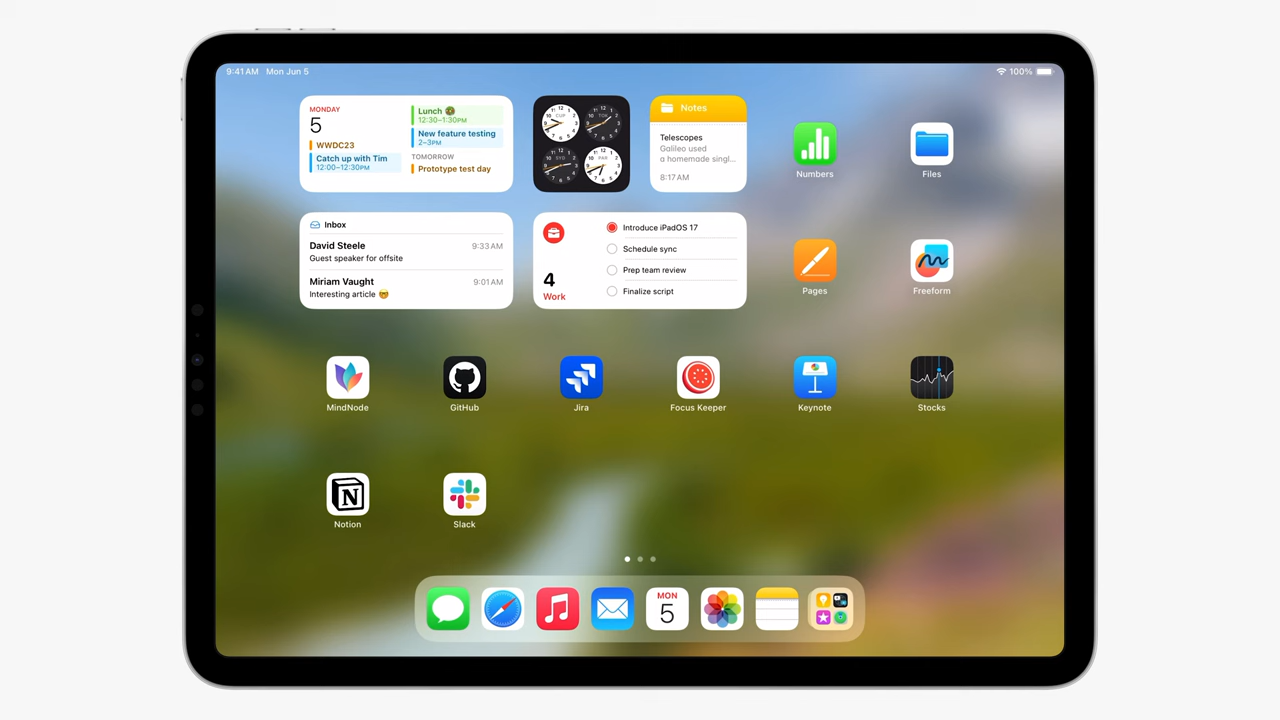 9:41 AM Mon Jun 5
100%
MONDAY
5
WWDC23
Catch up with Tim
12:00–12:30PM
Lunch
12:30–1:30PM
New feature testing
2–3PM
TOMORROW
Prototype test day
CUP
TOK
SYD
PAR
Notes
Telescopes
Galileo used
a homemade singl...
8:17 AM
Numbers
Files
Inbox
David Steele 9:33 AM
Guest speaker for offsite
Miriam Vaught 9:01 AM
Interesting article
4
Work
Introduce iPadOS 17
Schedule sync
Prep team review
Finalize script
Pages
Freeform
MindNode
GitHub
Jira
Focus Keeper
Keynote
Stocks
N
Notion
Slack
MON
5